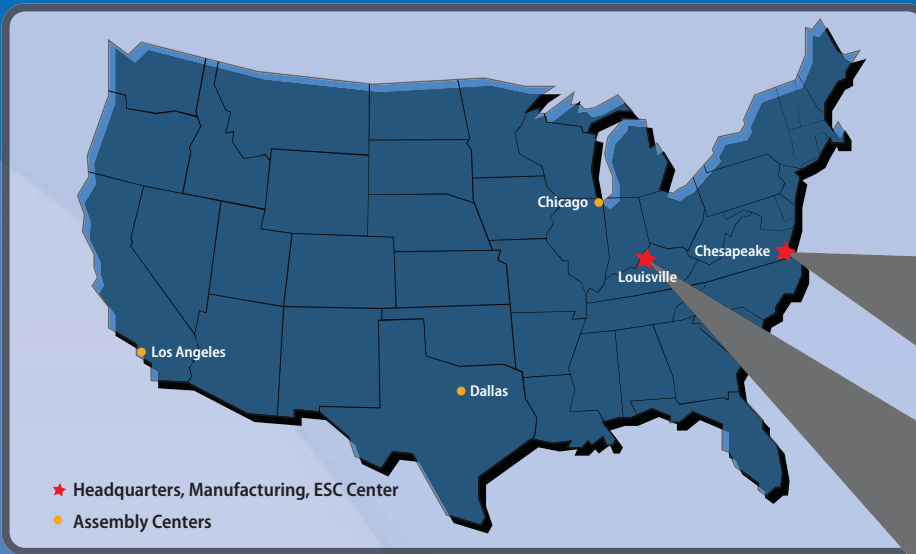 Chicago
Chesapeake
Louisville
Los Angeles
Dallas
Headquarters, Manufacturing, ESC Center
Assembly Centers